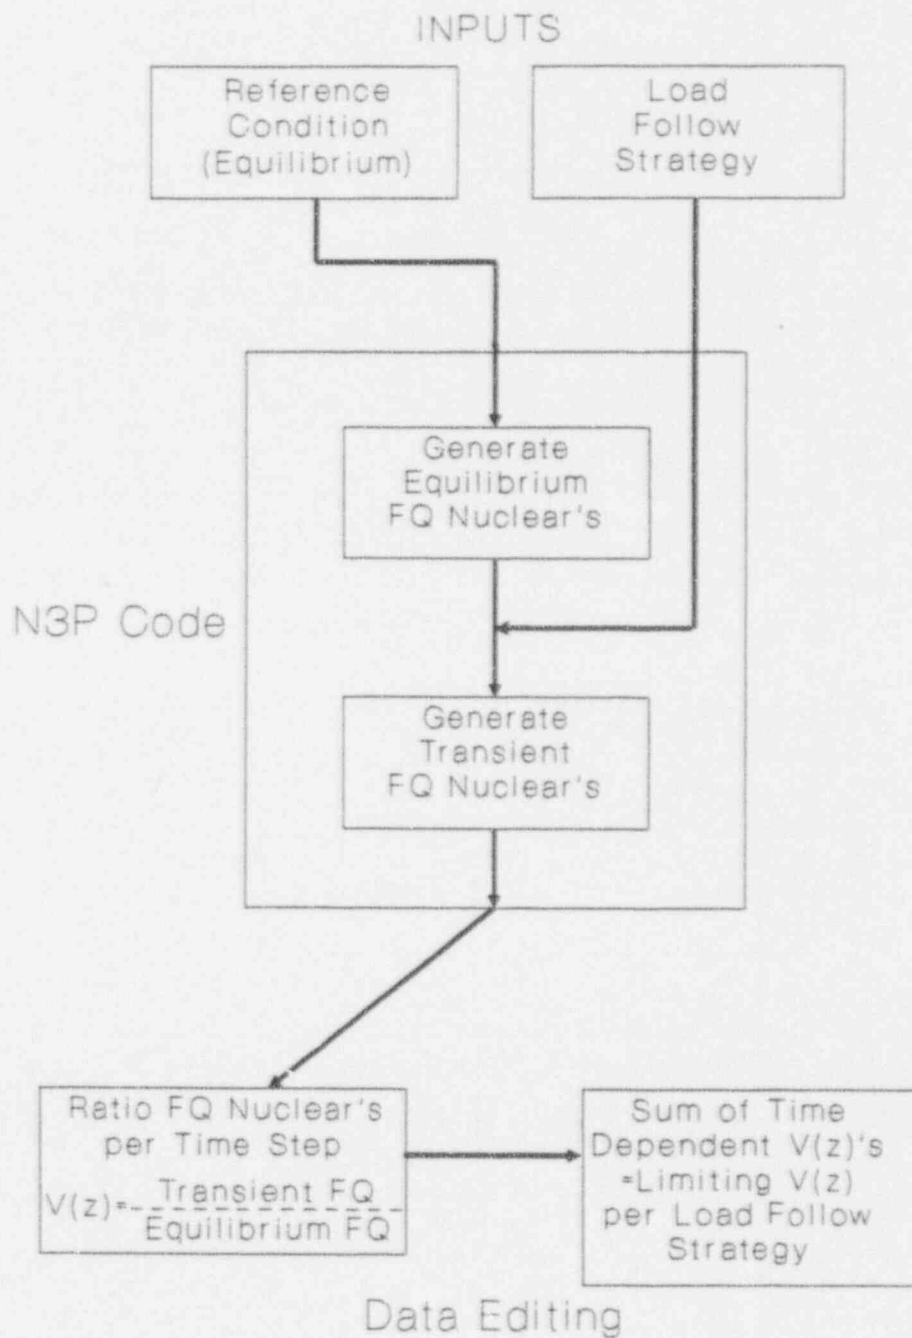 INPUTS
Reference
Condition
(Equilibrium)
Load
Follow
Strategy
Generate
Equilibrium
FQ Nuclear's
N3P Code
Generate
Transient
FQ Nuclear's
Ratio FQ Nuclear's
per Time Step
V(z)= Transient FQ
Equilibrium FQ
Sum of Time
Dependent V(z)'s
=Limiting V(z)
per Load Follow
Strategy
Data Editing